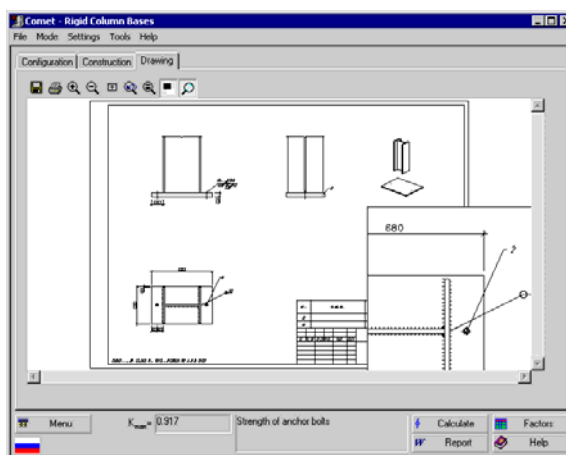 Comet - Rigid Column Bases
File Mode Settings Tools Help
Configuration Construction Drawing
680
2
Menu
K max = 0.917
Strength of anchor bolts
Calculate
Factors
Report
Help